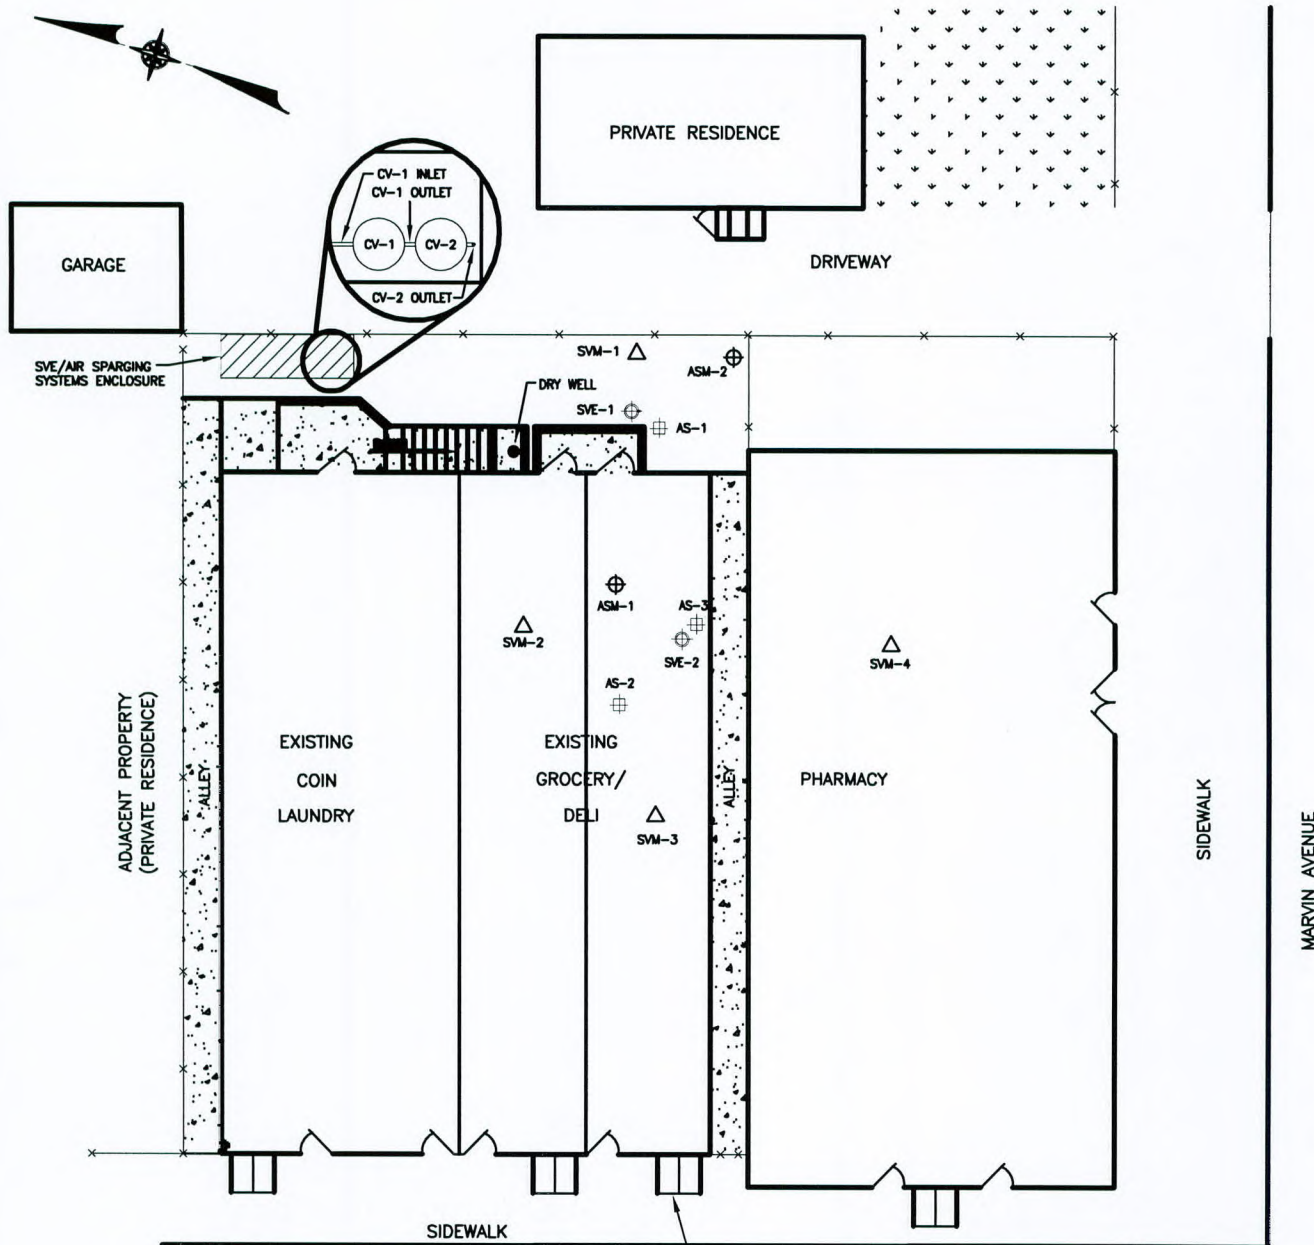 PRIVATE RESIDENCE
CV-1 INLET
CV-1 OUTLET
CV-1
CV-2
CV-2 OUTLET
GARAGE
DRIVEWAY
SVE/AIR SPARGING
SYSTEMS ENCLOSURE
SVM-1
ASM-2
DRY WELL
SVE-1
AS-1
ASM-1
AS-3
SVM-2
SVE-2
SVM-4
AS-2
ADJACENT PROPERTY
(PRIVATE RESIDENCE)
ALLEY
EXISTING
COIN
LAUNDRY
EXISTING
GROCERY/
DELI
ALLEY
PHARMACY
SVM-3
SIDEWALK
MARVIN AVENUE
SIDEWALK